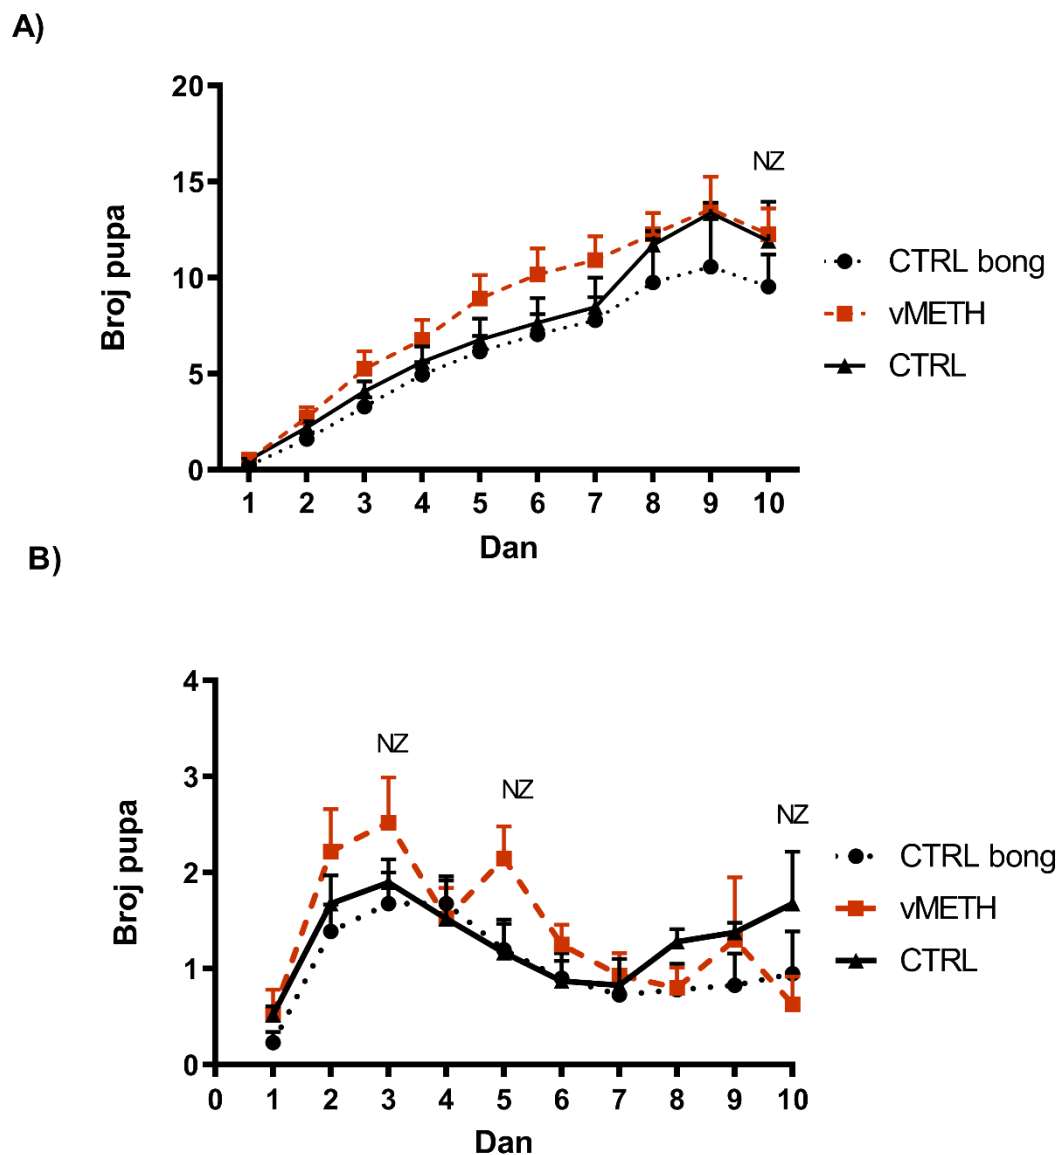 A)
20
15
10
5
0
Broj pupa
NZ
1 2 3 4 5 6 7 8 9 10
Dan
CTRL bong
vMETH
CTRL
B)
4
3
2
1
0
Broj pupa
NZ
NZ
NZ
0 1 2 3 4 5 6 7 8 9 10
Dan
CTRL bong
vMETH
CTRL